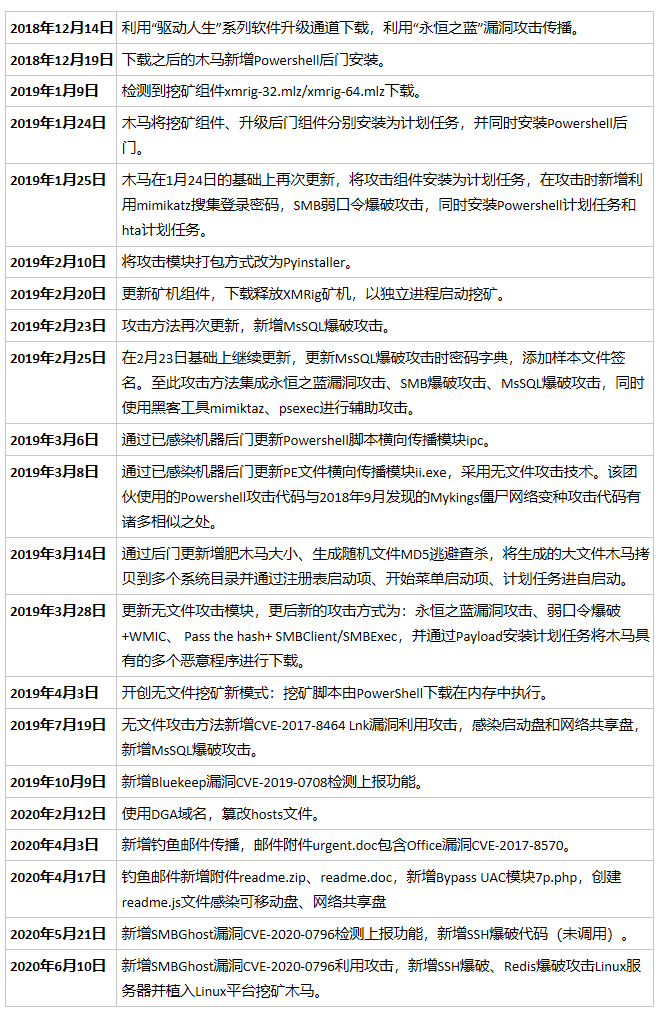 2018年12月14日 利用“驱动人生”系列软件升级通道下载，利用“永恒之蓝”漏洞攻击传播。
2018年12月19日 下载之后的木马新增Powershell后门安装。
2019年1月9日 检测到挖矿组件xmrig-32.mlz/xmrig-64.mlz下载。
2019年1月24日 木马将挖矿组件、升级后门组件分别安装为计划任务，并同时安装Powershell后
门。
2019年1月25日 木马在1月24日的基础上再次更新，将攻击组件安装为计划任务，在攻击时新增利
用mimikatz搜集登录密码，SMB弱口令爆破攻击，同时安装Powershell计划任务和
hta计划任务。
2019年2月10日 将攻击模块打包方式改为Pyinstaller。
2019年2月20日 更新矿机组件，下载释放XMRig矿机，以独立进程启动挖矿。
2019年2月23日 攻击方法再次更新，新增MsSQL爆破攻击。
2019年2月25日 在2月23日基础上继续更新，更新MsSQL爆破攻击时密码字典，添加样本文件签
名。至此攻击方法集成永恒之蓝漏洞攻击、SMB爆破攻击、MsSQL爆破攻击，同时
使用黑客工具mimiktaz、psexec进行辅助攻击。
2019年3月6日 通过已感染机器后门更新Powershell脚本横向传播模块ipc。
2019年3月8日 通过已感染机器后门更新PE文件横向传播模块ii.exe，采用无文件攻击技术。该团
伙使用的Powershell攻击代码与2018年9月发现的Mykings僵尸网络变种攻击代码有
诸多相似之处。
2019年3月14日 通过后门更新增肥木马大小、生成随机文件MD5逃避查杀，将生成的大文件木马拷
贝到多个系统目录并通过注册表启动项、开始菜单启动项、计划任务进自启动。
2019年3月28日 更新无文件攻击模块，更后新的攻击方式为：永恒之蓝漏洞攻击、弱口令爆破
+WMIC、 Pass the hash+ SMBClient/SMBExec，并通过Payload安装计划任务将木马具
有的多个恶意程序进行下载。
2019年4月3日 开创无文件挖矿新模式：挖矿脚本由PowerShell下载在内存中执行。
2019年7月19日 无文件攻击方法新增CVE-2017-8464 Lnk漏洞利用攻击，感染启动盘和网络共享盘，
新增MsSQL爆破攻击。
2019年10月9日 新增Bluekeep漏洞CVE-2019-0708检测上报功能。
2020年2月12日 使用DGA域名，篡改hosts文件。
2020年4月3日 新增钓鱼邮件传播，邮件附件urgent.doc包含Office漏洞CVE-2017-8570。
2020年4月17日 钓鱼邮件新增附件readme.zip、readme.doc，新增Bypass UAC模块7p.php，创建
readme.js文件感染可移动盘、网络共享盘
2020年5月21日 新增SMBGhost漏洞CVE-2020-0796检测上报功能，新增SSH爆破代码（未调用）。
2020年6月10日 新增SMBGhost漏洞CVE-2020-0796利用攻击，新增SSH爆破、Redis爆破攻击Linux服
务器并植入Linux平台挖矿木马。